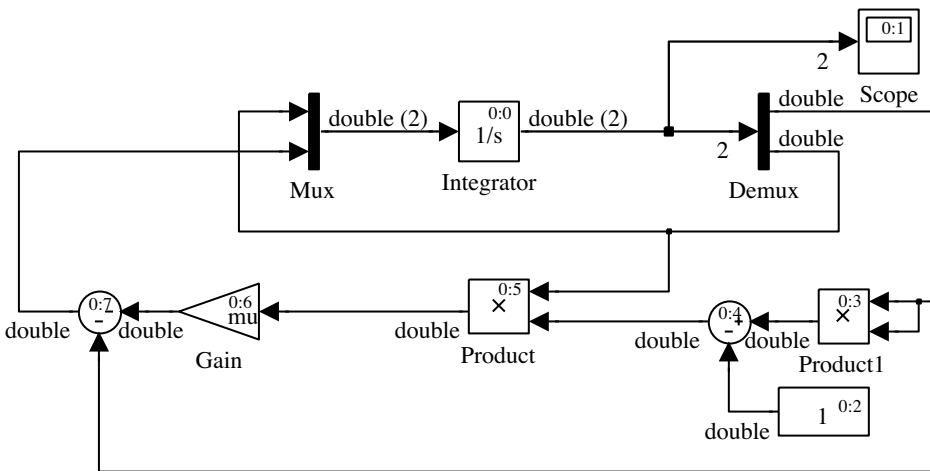 0:1
2
Scope
double
double (2)
0:0
1/s
double (2)
double
2
Mux
Integrator
Demux
0:7
- -
0:6
mu
0:5
×
0:4
+
-
0:3
×
double
double
double
double
double
Gain
Product
Product1
1 0:2
double